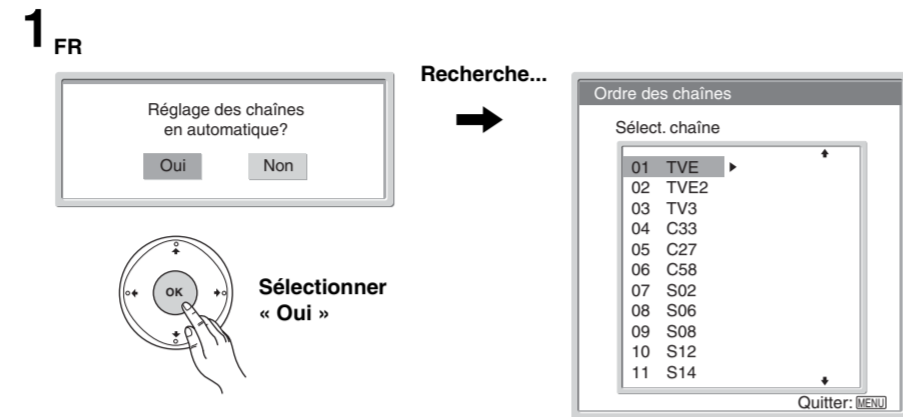 1 FR
Réglage des chaînes
en automatique?
Oui Non
OK
Sélectionner
« Oui »
Recherche...
Ordre des chaînes
Sélect. chaîne
01 TVE
02 TVE2
03 TV3
04 C33
05 C27
06 C58
07 S02
08 S06
09 S08
10 S12
11 S14
Quitter: MENU